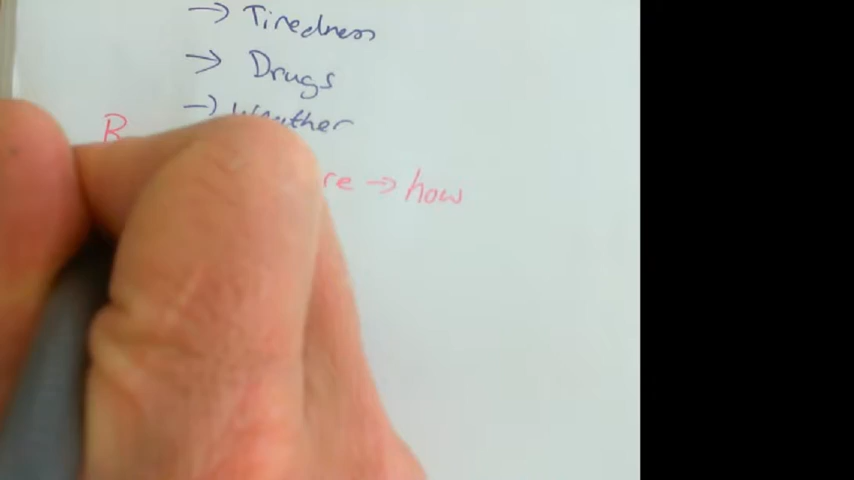 → Tiredness
→ Drugs
→ Weather
B
re → how